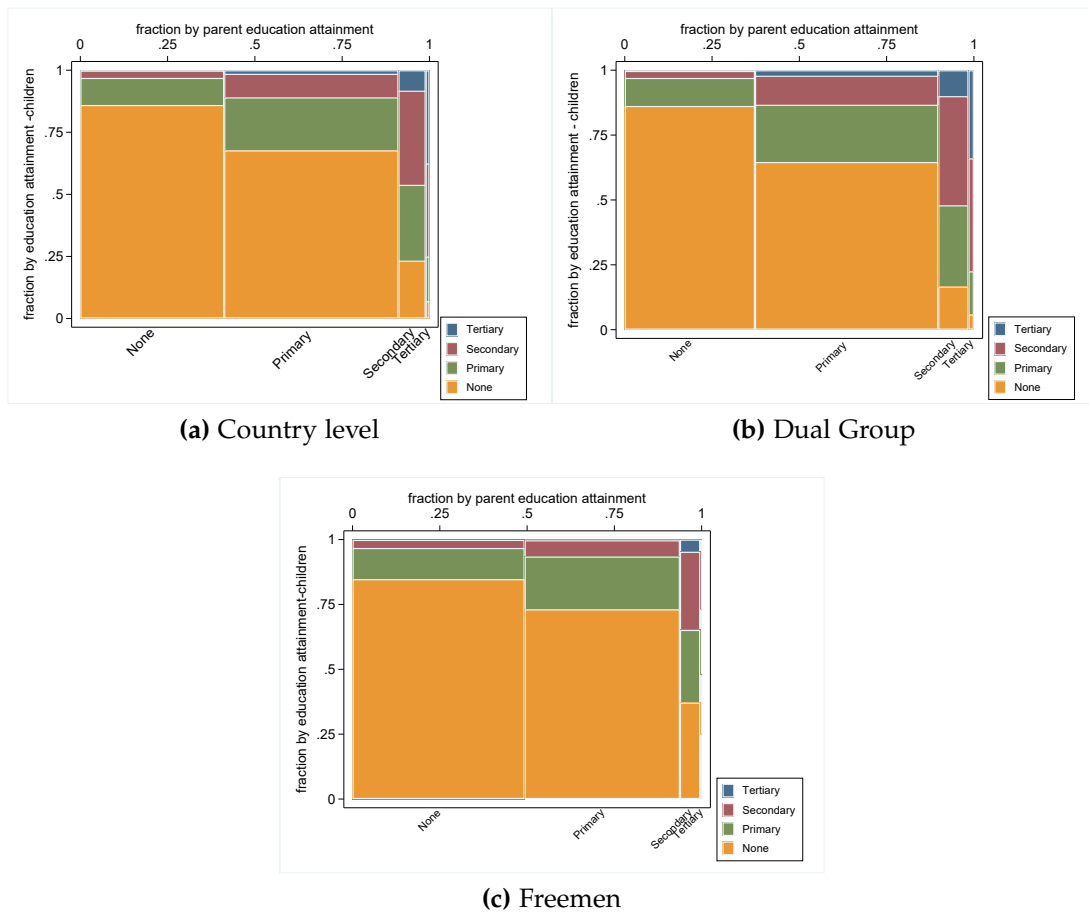 fraction by parent education attainment
0 .25 .5 .75 1
fraction by education attainment -children
1
.75
.5
.25
0
None
Primary
Secondary
Tertiary
Tertiary
Secondary
Primary
None
(a) Country level
fraction by parent education attainment
0 .25 .5 .75 1
fraction by education attainment - children
1
.75
.5
.25
0
None
Primary
Secondary
Tertiary
Tertiary
Secondary
Primary
None
(b) Dual Group
fraction by parent education attainment
0 .25 .5 .75 1
fraction by education attainment-children
1
.75
.5
.25
0
None
Primary
Secondary
Tertiary
Tertiary
Secondary
Primary
None
(c) Freemen